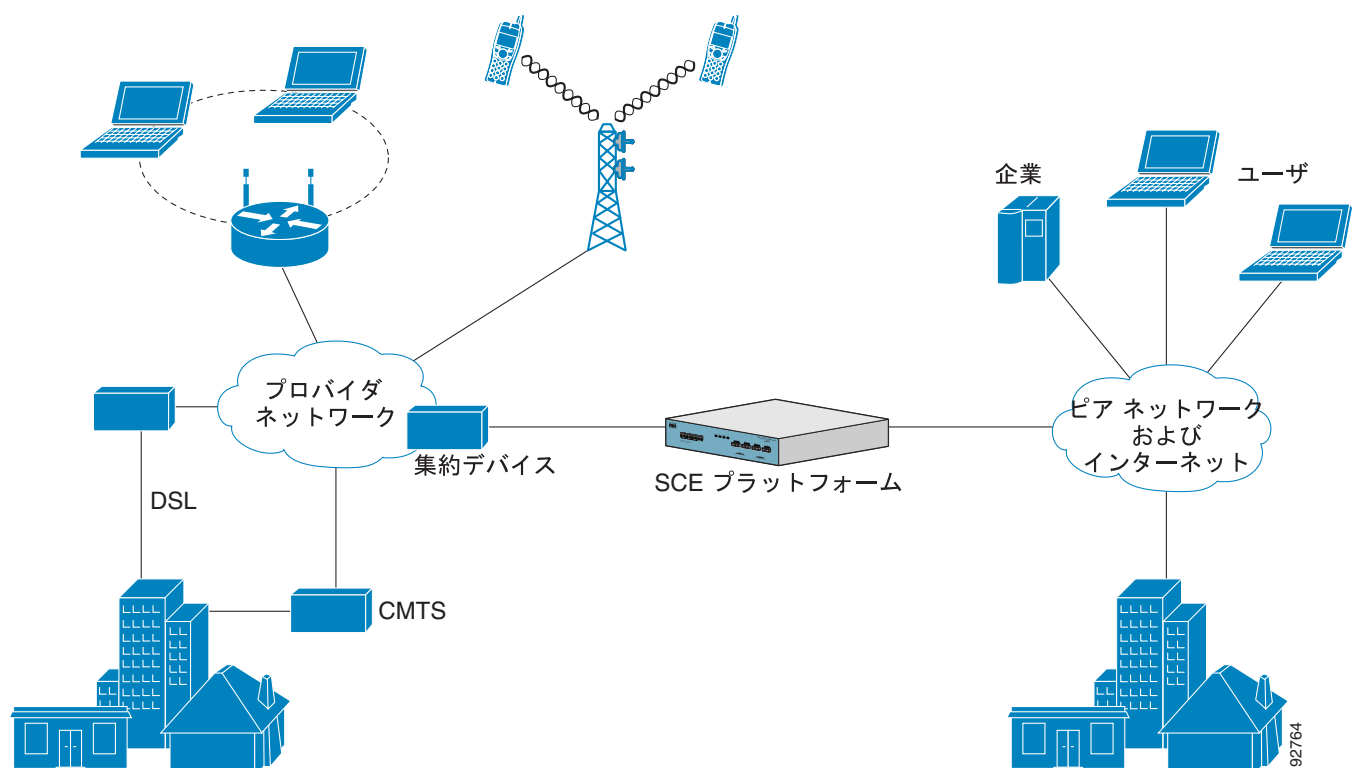 企業
ユーザ
プロバイダ
ネットワーク
集約デバイス
SCE プラットフォーム
ピア ネットワーク
および
インターネット
DSL
CMTS
92764